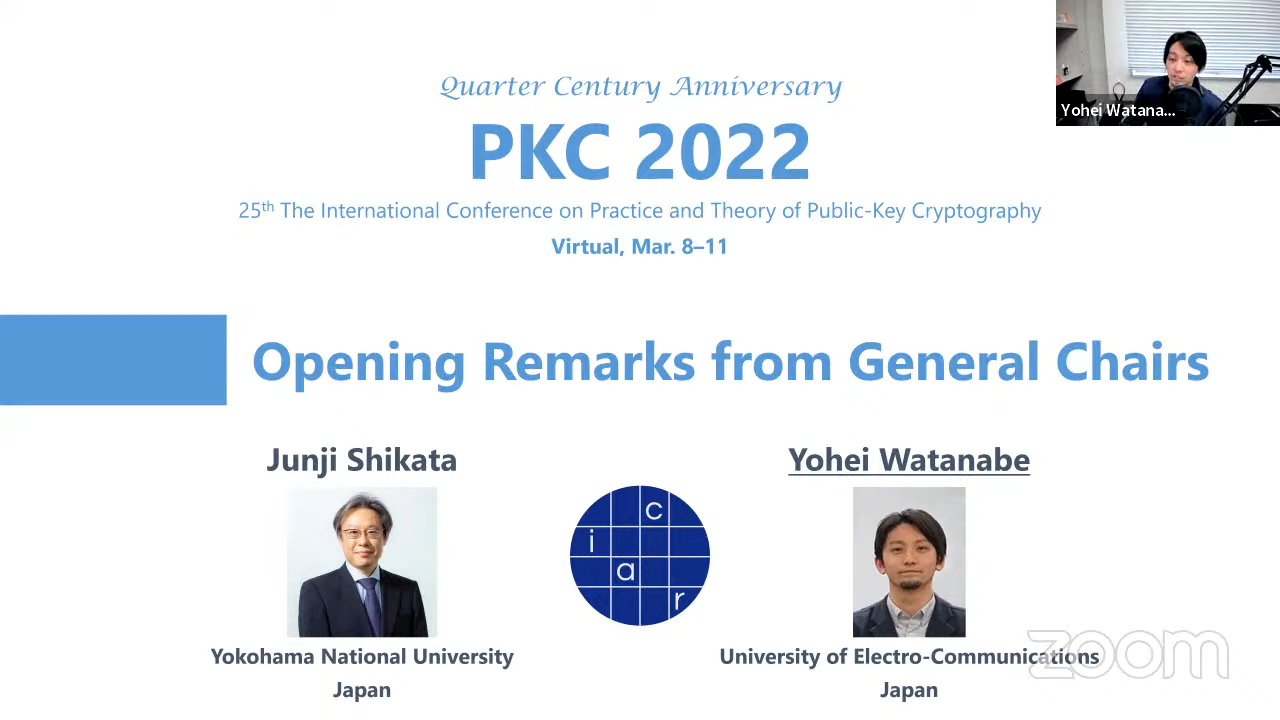 Quarter Century Anniversary
PKC 2022
25th The International Conference on Practice and Theory of Public-Key Cryptography
Virtual, Mar. 8–11
Yohei Watana...
Opening Remarks from General Chairs
Junji Shikata
Yohei Watanabe
c
i
a
r
Yokohama National University
Japan
University of Electro-Communications
Japan
zoom